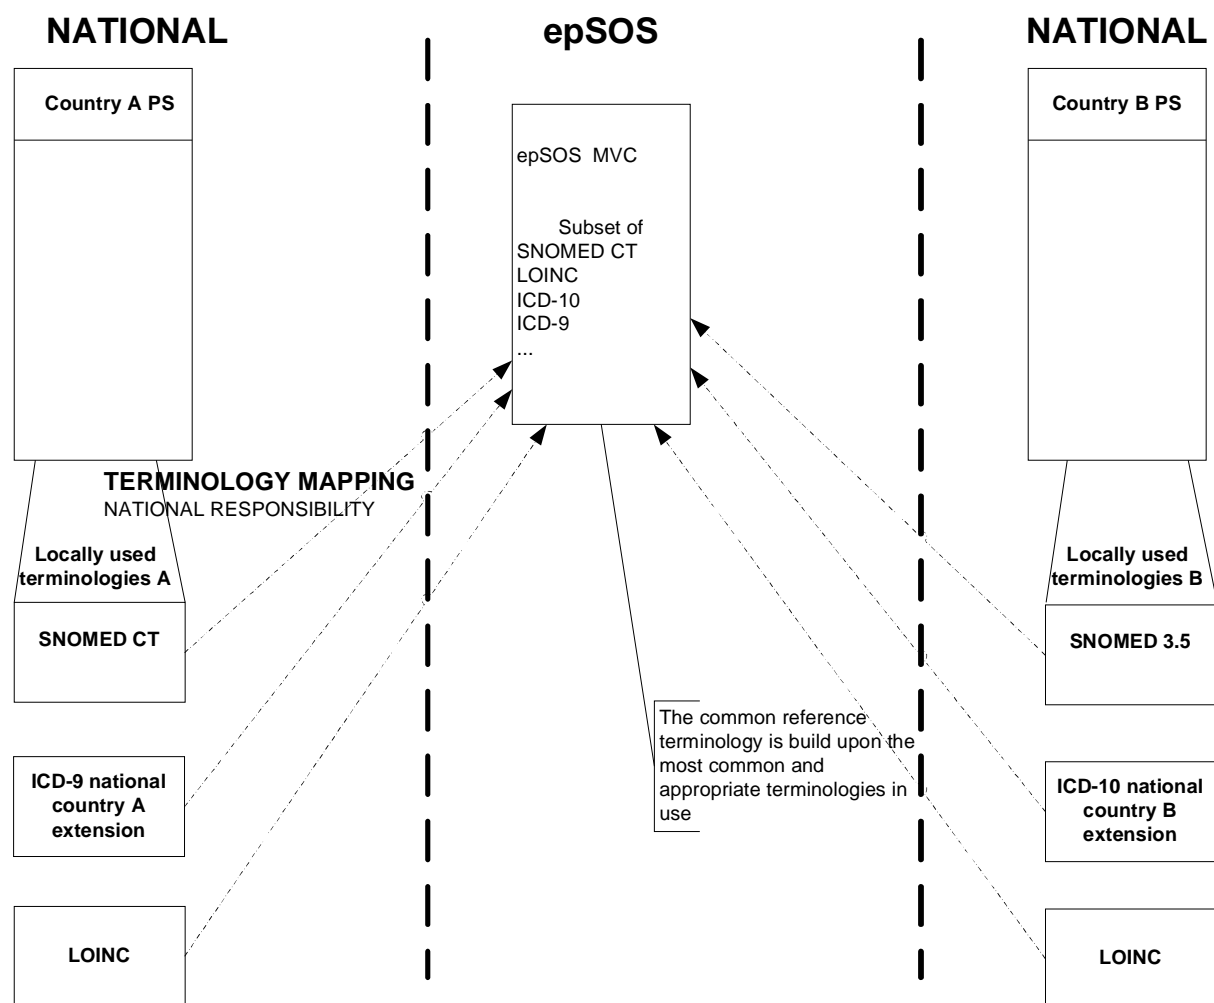 NATIONAL
epSOS
NATIONAL
Country A PS
Country B PS
epSOS MVC
Subset of
SNOMED CT
LOINC
ICD-10
ICD-9
...
TERMINOLOGY MAPPING
NATIONAL RESPONSIBILITY
Locally used
terminologies A
Locally used
terminologies B
SNOMED CT
SNOMED 3.5
The common reference
terminology is build upon the
most common and
appropriate terminologies in
use
ICD-9 national
country A
extension
ICD-10 national
country B
extension
LOINC
LOINC